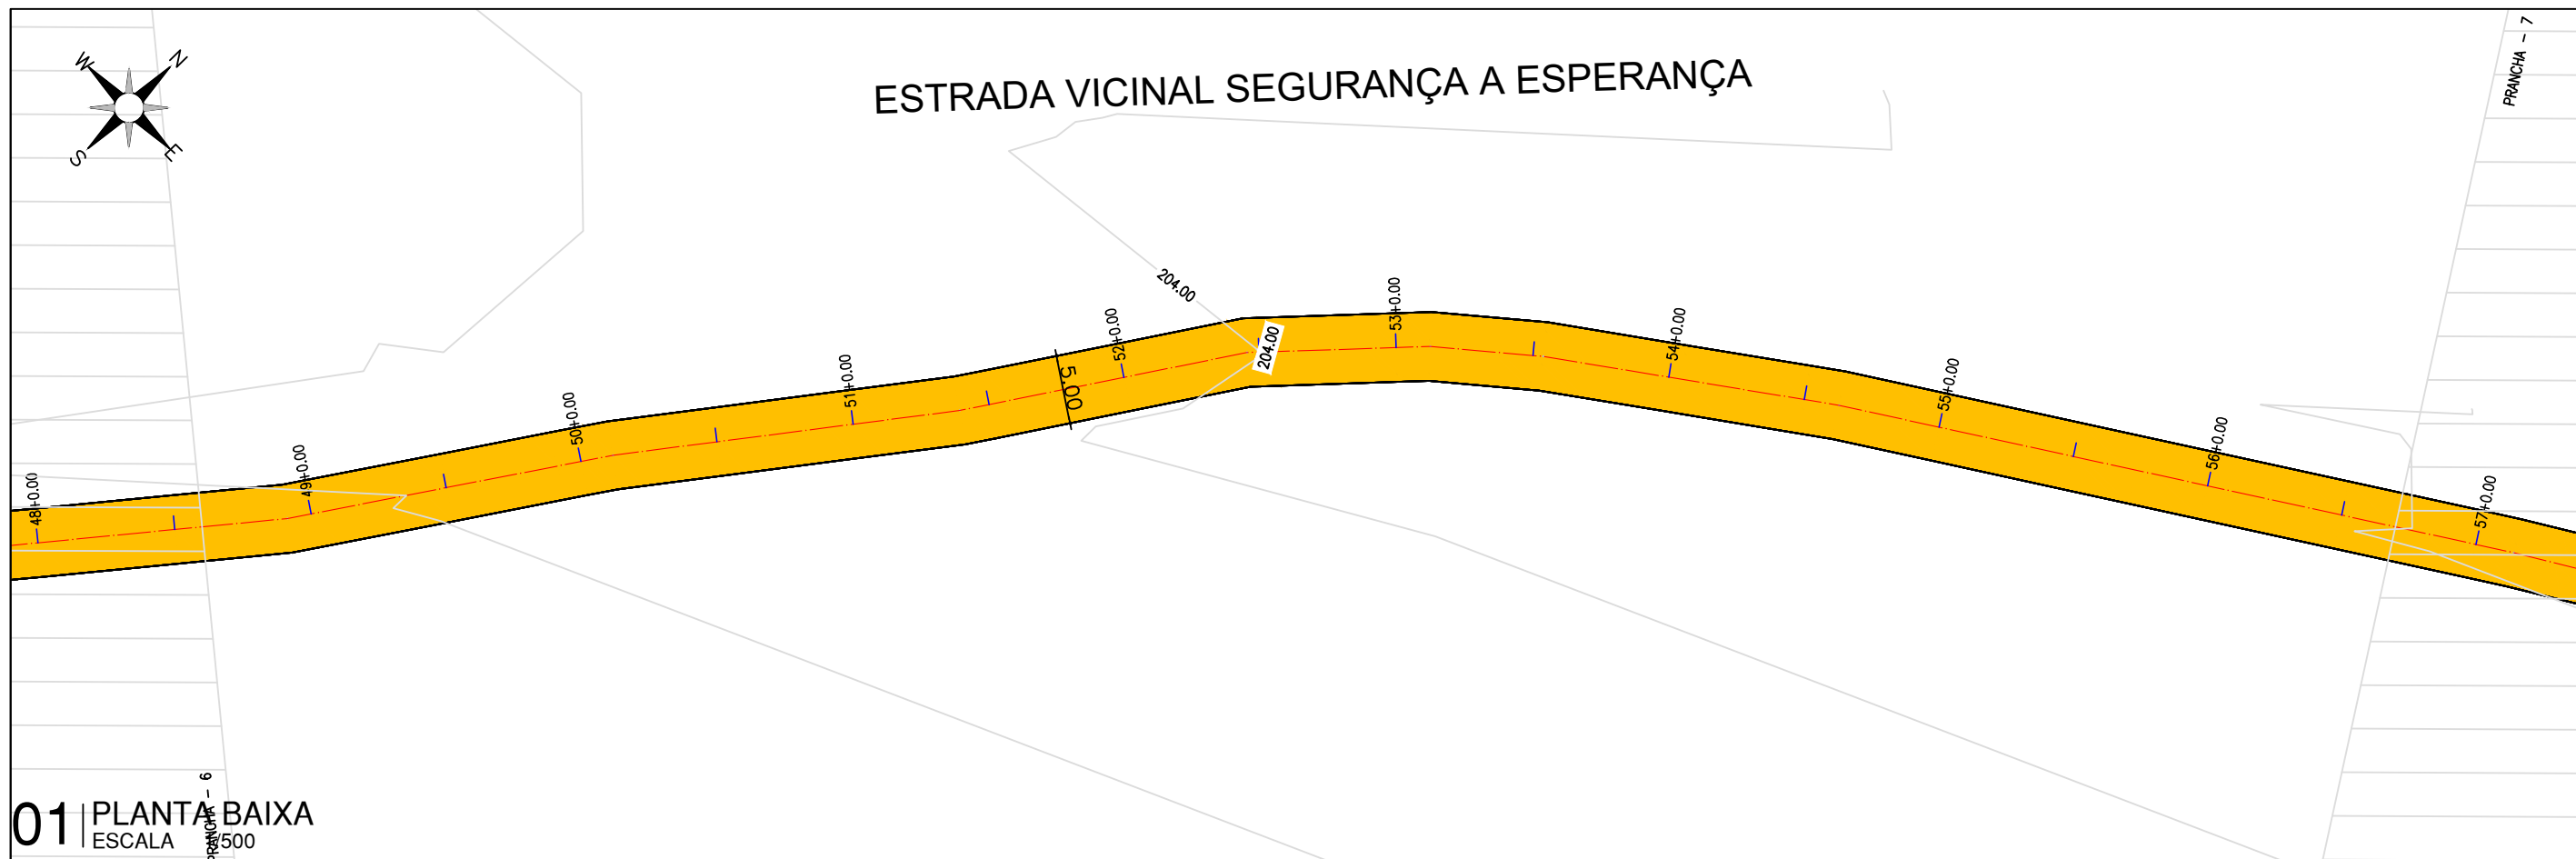 W
N
S
E
ESTRADA VICINAL SEGURANÇA A ESPERANÇA
PRANCHA - 7
204.00
204.00
5.00
48+0.00
49+0.00
50+0.00
51+0.00
52+0.00
53+0.00
54+0.00
55+0.00
56+0.00
57+0.00
PRANCHA - 6
01
PLANTA BAIXA
ESCALA /500